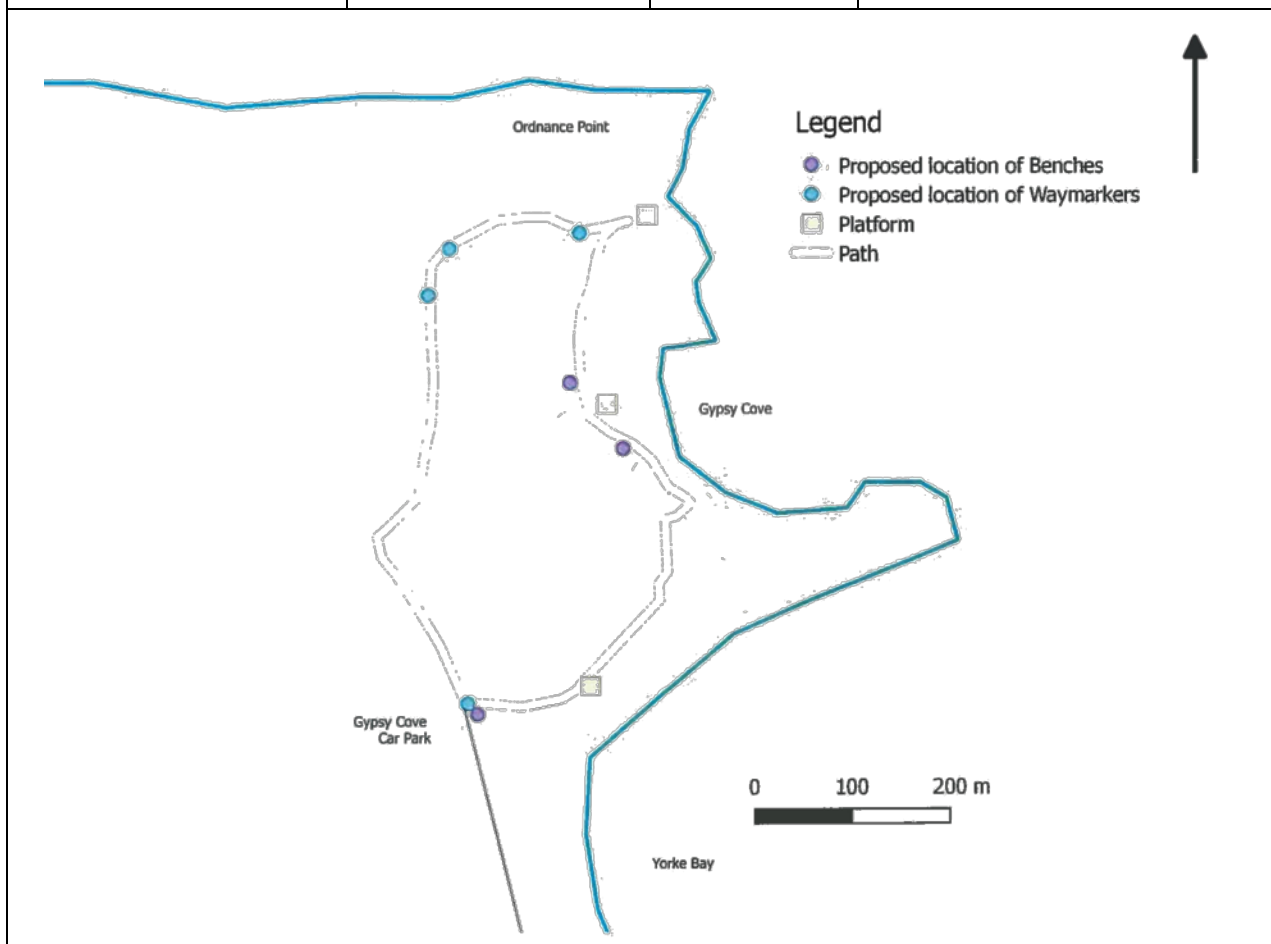 Ordnance Point
Legend
Proposed location of Benches
Proposed location of Waymarkers
Platform
Path
Gypsy Cove
Gypsy Cove
Car Park
0 100 200 m
Yorke Bay